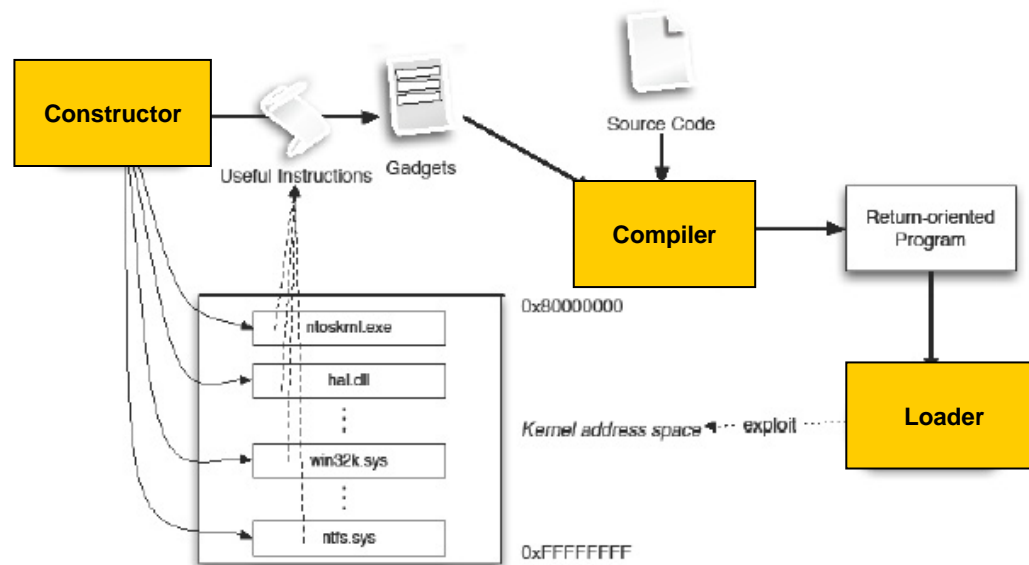 Constructor
Useful Instructions
Gadgets
Source Code
Compiler
Return-oriented
Program
0x80000000
ntoskrnl.exe
hal.dll
Kernel address space
exploit
Loader
win32k.sys
ntfs.sys
0xFFFFFFFF